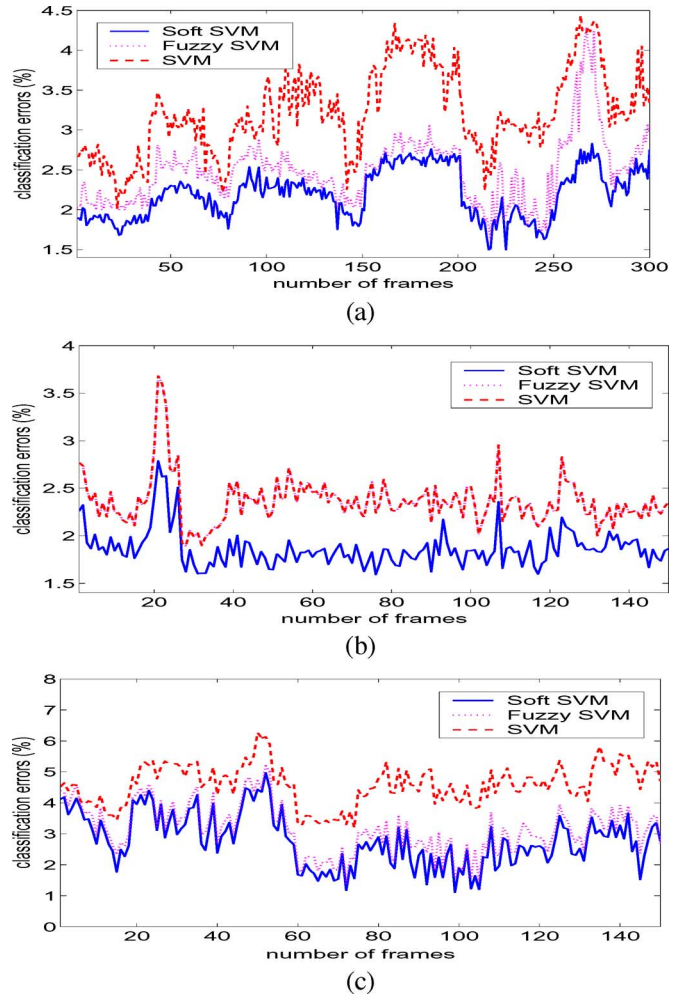 4.5
4
3.5
3
2.5
2
1.5
classification errors (%)
Soft SVM
Fuzzy SVM
SVM
50 100 150 200 250 300
number of frames
(a)
4
3.5
3
2.5
2
1.5
classification errors (%)
Soft SVM
Fuzzy SVM
SVM
20 40 60 80 100 120 140
number of frames
(b)
8
7
6
5
4
3
2
1
0
classification errors (%)
Soft SVM
Fuzzy SVM
SVM
20 40 60 80 100 120 140
number of frames
(c)